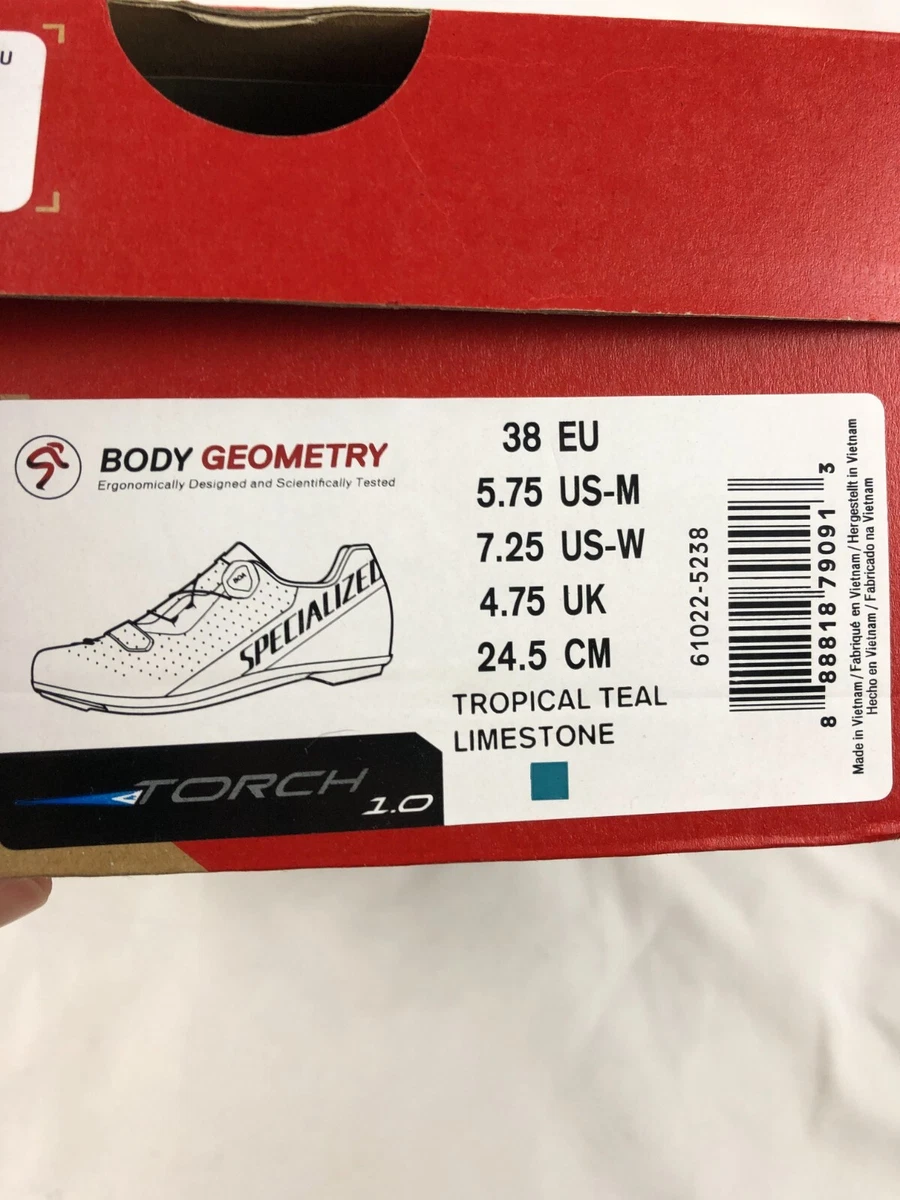 U
BODY GEOMETRY
Ergonomically Designed and Scientifically Tested
BOA
SPECIALIZED
TORCH
1.0
38 EU
5.75 US-M
7.25 US-W
4.75 UK
24.5 CM
TROPICAL TEAL
LIMESTONE
61022-5238
8 88818 79091 3
Made in Vietnam / Fabriqué en Vietnam / Hergestellt in Vietnam
Hecho en Vietnam / Fabricado na Vietnam